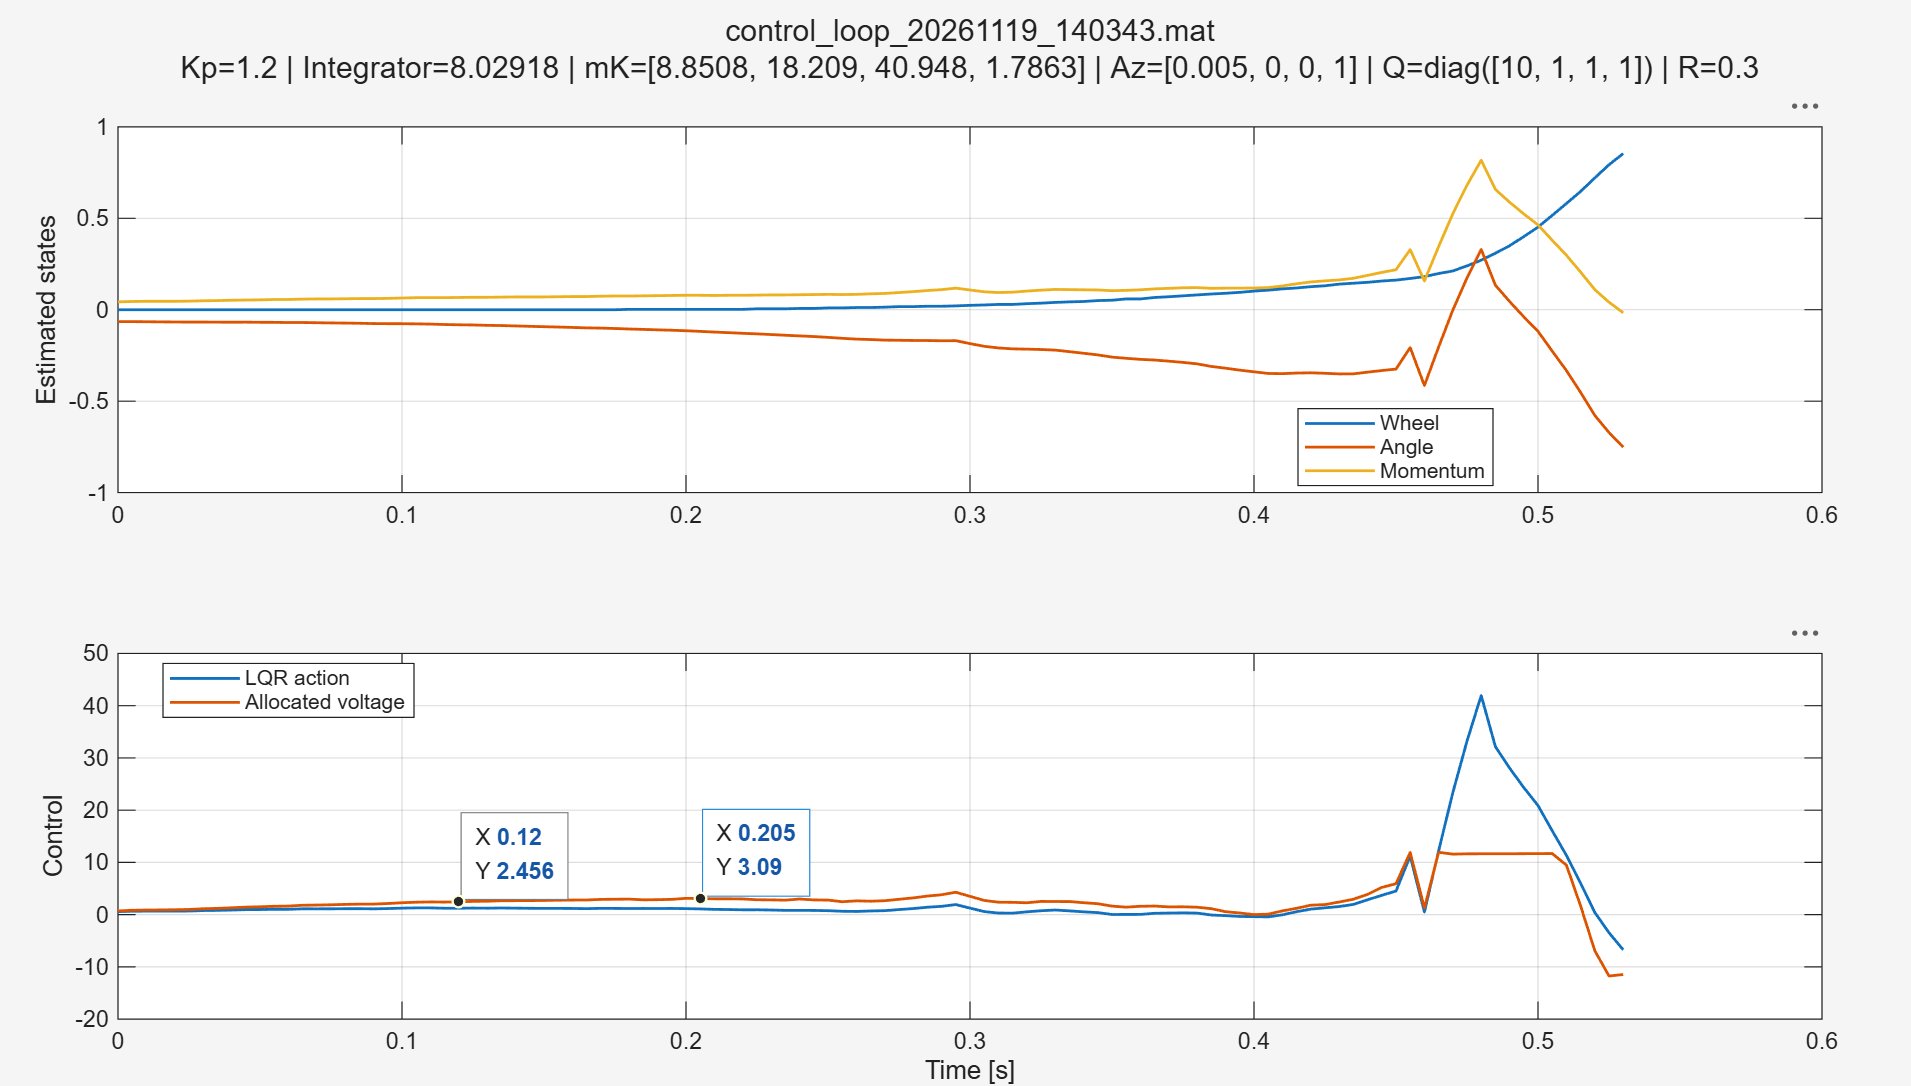 control_loop_20261119_140343.mat
Kp=1.2 | Integrator=8.02918 | mK=[8.8508, 18.209, 40.948, 1.7863] | Az=[0.005, 0, 0, 1] | Q=diag([10, 1, 1, 1]) | R=0.3
Estimated states
1
0.5
0
-0.5
-1
Wheel
Angle
Momentum
0 0.1 0.2 0.3 0.4 0.5 0.6
Control
50
40
30
20
10
0
-10
-20
LQR action
Allocated voltage
X 0.12
Y 2.456
X 0.205
Y 3.09
0 0.1 0.2 0.3 0.4 0.5 0.6
Time [s]